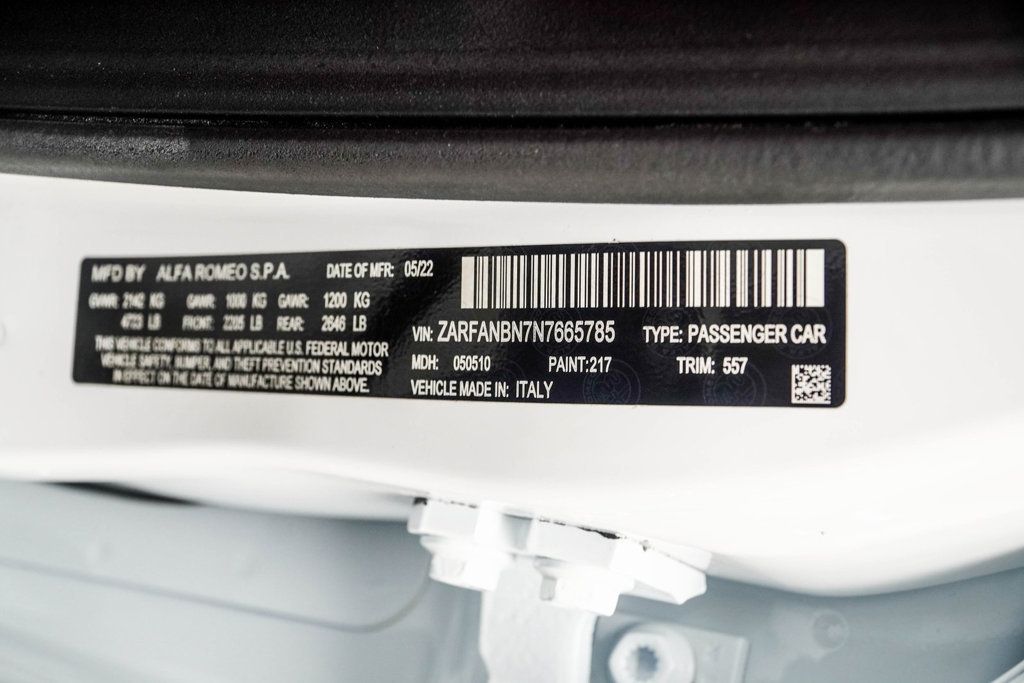 MFD BY ALFA ROMEO S.P.A. DATE OF MFR: 05/22
GVWR: 2142 KG GAWR: 1000 KG GAWR: 1200 KG
4723 LB FRONT: 2205 LB REAR: 2646 LB
THIS VEHICLE CONFORMS TO ALL APPLICABLE U.S. FEDERAL MOTOR
VEHICLE SAFETY, BUMPER, AND THEFT PREVENTION STANDARDS
IN EFFECT ON THE DATE OF MANUFACTURE SHOWN ABOVE.
VIN: ZARFANBN7N7665785 TYPE: PASSENGER CAR
MDH: 050510 PAINT:217 TRIM: 557
VEHICLE MADE IN: ITALY